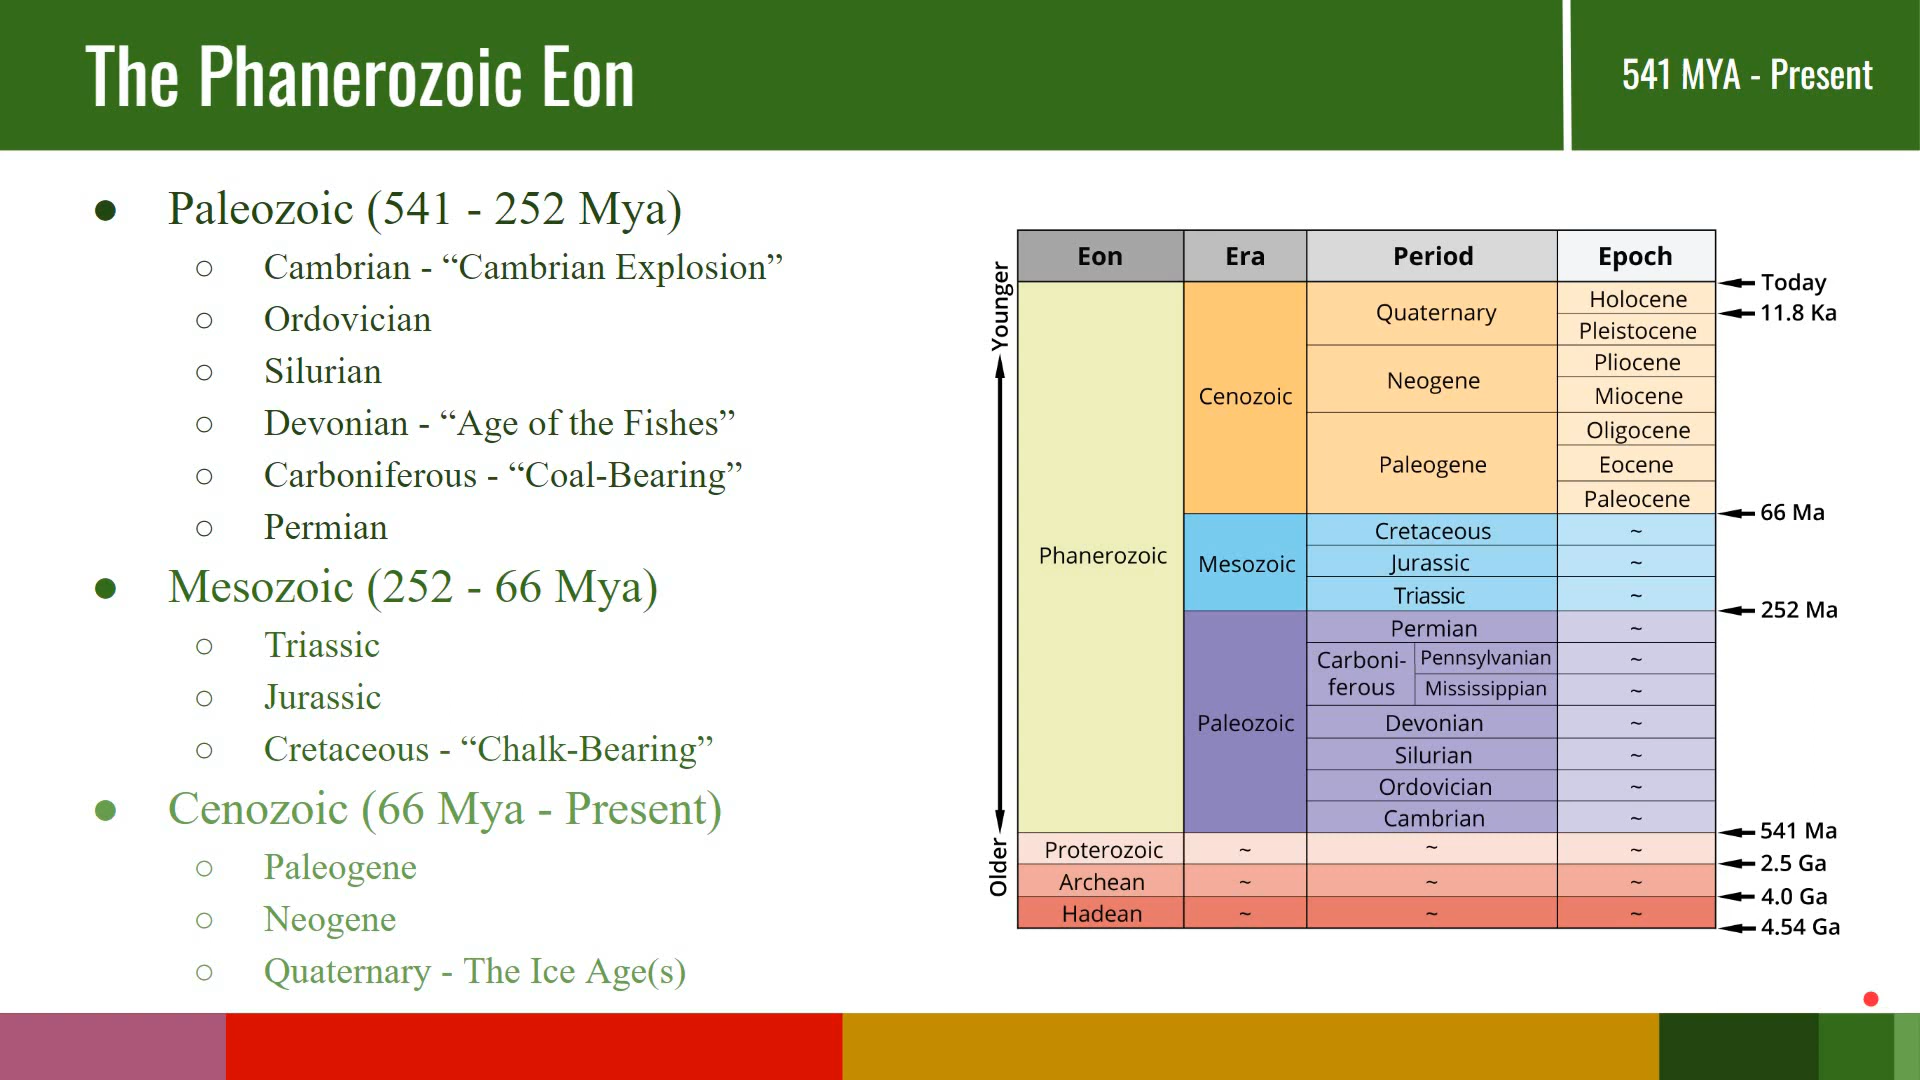 The Phanerozoic Eon
541 MYA - Present
● Paleozoic (541 - 252 Mya)
○ Cambrian - “Cambrian Explosion”
○ Ordovician
○ Silurian
○ Devonian - “Age of the Fishes”
○ Carboniferous - “Coal-Bearing”
○ Permian
● Mesozoic (252 - 66 Mya)
○ Triassic
○ Jurassic
○ Cretaceous - “Chalk-Bearing”
● Cenozoic (66 Mya - Present)
○ Paleogene
○ Neogene
○ Quaternary - The Ice Age(s)
Younger
Older
Eon Era Period Epoch
Today
Phanerozoic
Cenozoic
Quaternary
Holocene
11.8 Ka
Pleistocene
Neogene
Pliocene
Miocene
Paleogene
Oligocene
Eocene
Paleocene
66 Ma
Mesozoic
Cretaceous ~
Jurassic ~
Triassic ~
252 Ma
Paleozoic
Permian ~
Carboni-
ferous
Pennsylvanian ~
Mississippian ~
Devonian ~
Silurian ~
Ordovician ~
Cambrian ~
541 Ma
Proterozoic ~ ~ ~
2.5 Ga
Archean ~ ~ ~
4.0 Ga
Hadean ~ ~ ~
4.54 Ga